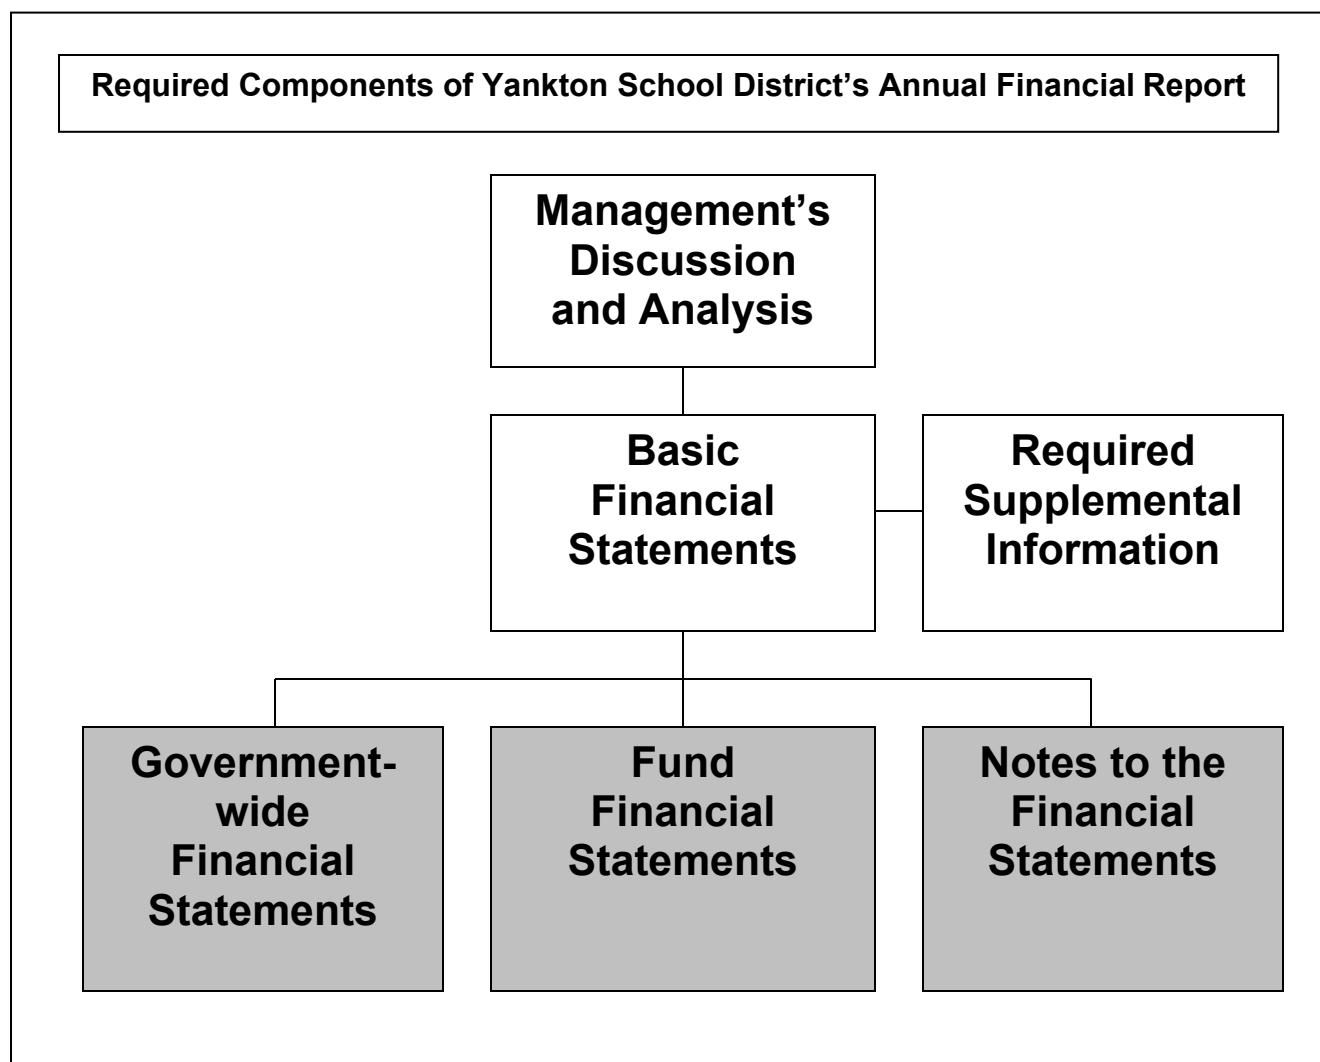 Required Components of Yankton School District’s Annual Financial Report
Management’s
Discussion
and Analysis
Basic
Financial
Statements
Required
Supplemental
Information
Government-
wide
Financial
Statements
Fund
Financial
Statements
Notes to the
Financial
Statements